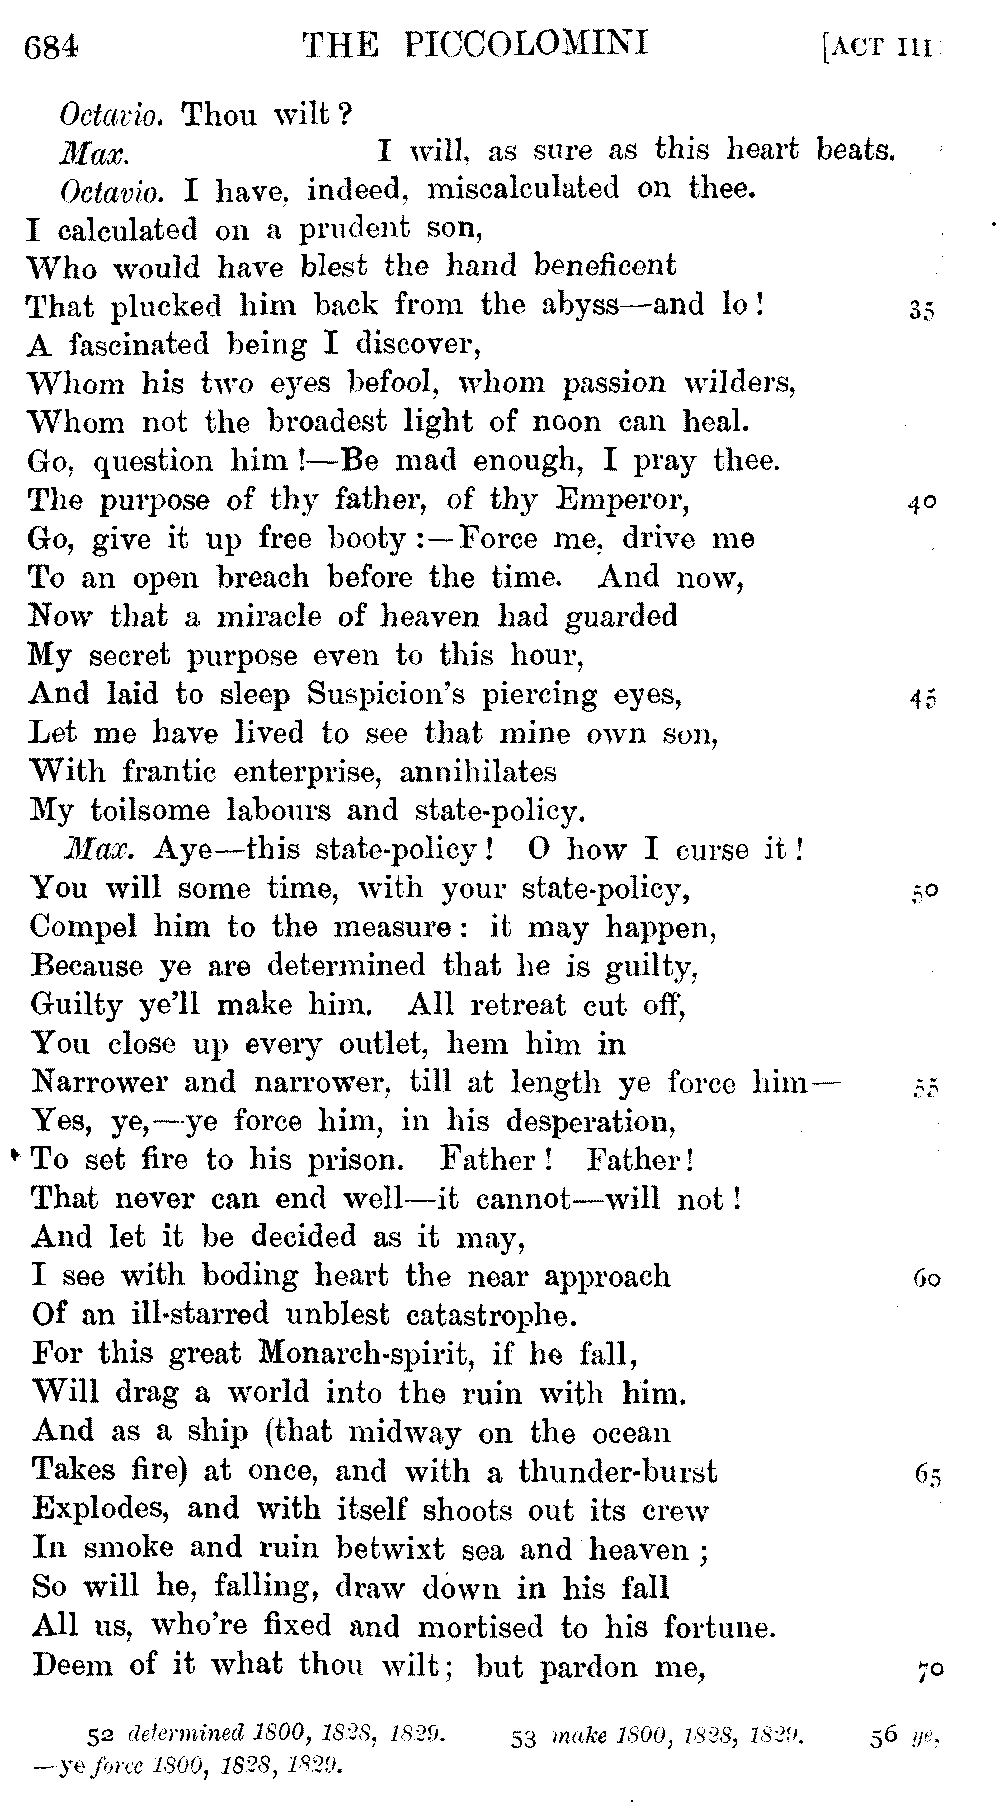 684 THE PICCOLOMINI [ACT III
Octavio. Thou wilt?
Max. I will, as sure as this heart beats.
Octavio. I have, indeed, miscalculated on thee.
I calculated on a prudent son,
Who would have blest the hand beneficent
That plucked him back from the abyss—and lo!
35
A fascinated being I discover,
Whom his two eyes befool, whom passion wilders,
Whom not the broadest light of noon can heal.
Go, question him!—Be mad enough, I pray thee.
The purpose of thy father, of thy Emperor,
40
Go, give it up free booty:—Force me, drive me
To an open breach before the time. And now,
Now that a miracle of heaven had guarded
My secret purpose even to this hour,
And laid to sleep Suspicion's piercing eyes,
45
Let me have lived to see that mine own son,
With frantic enterprise, annihilates
My toilsome labours and state-policy.
Max. Aye—this state-policy! O how I curse it!
You will some time, with your state-policy,
50
Compel him to the measure: it may happen,
Because ye are determined that he is guilty,
Guilty ye'll make him. All retreat cut off,
You close up every outlet, hem him in
Narrower and narrower, till at length ye force him—
55
Yes, ye,—ye force him, in his desperation,
To set fire to his prison. Father! Father!
That never can end well—it cannot—will not!
And let it be decided as it may,
I see with boding heart the near approach
60
Of an ill-starred unblest catastrophe.
For this great Monarch-spirit, if he fall,
Will drag a world into the ruin with him.
And as a ship (that midway on the ocean
Takes fire) at once, and with a thunder-burst
65
Explodes, and with itself shoots out its crew
In smoke and ruin betwixt sea and heaven;
So will he, falling, draw down in his fall
All us, who're fixed and mortised to his fortune.
Deem of it what thou wilt; but pardon me,
70
52 determined 1800, 1828, 1829. 53 make 1800, 1828, 1829. 56 ye,
—ye force 1800, 1828, 1829.